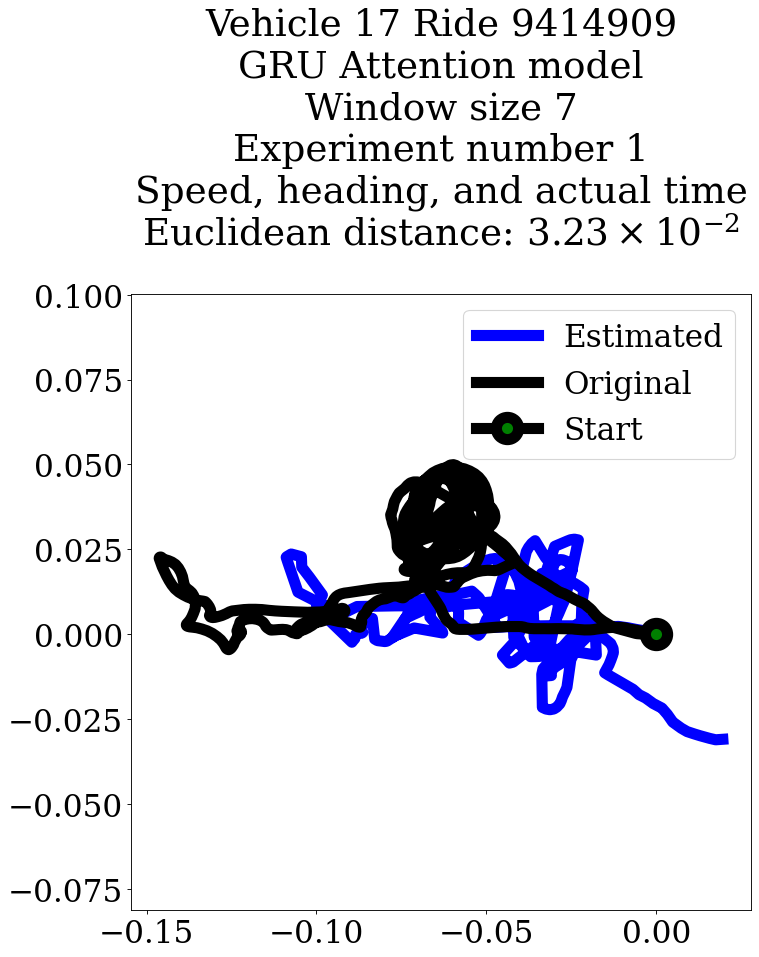 Vehicle 17 Ride 9414909
GRU Attention model
Window size 7
Experiment number 1
Speed, heading, and actual time
Euclidean distance: 3.23 × 10⁻²
Estimated
Original
Start
0.100
0.075
0.050
0.025
0.000
−0.025
−0.050
−0.075
−0.15
−0.10
−0.05
0.00